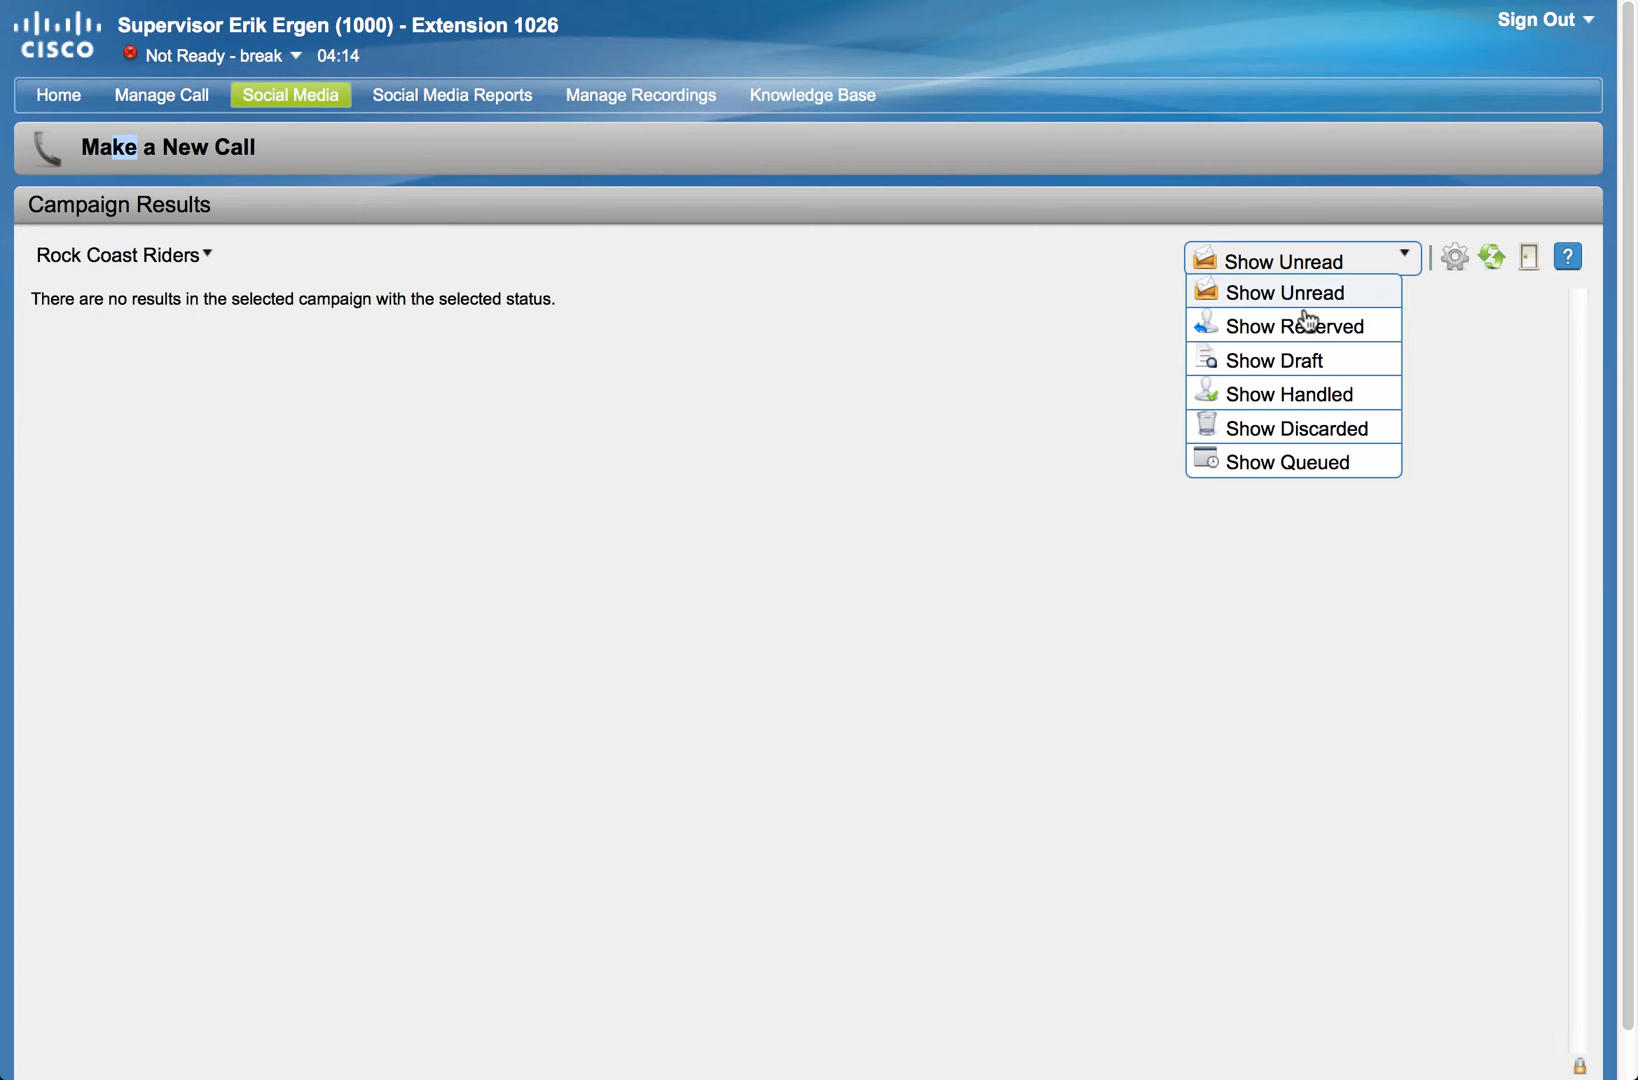 CISCO
Supervisor Erik Ergen (1000) - Extension 1026
Sign Out
Not Ready - break 04:14
Home Manage Call Social Media Social Media Reports Manage Recordings Knowledge Base
Make a New Call
Campaign Results
Rock Coast Riders
Show Unread
?
There are no results in the selected campaign with the selected status.
Show Unread
Show Reserved
Show Draft
Show Handled
Show Discarded
Show Queued